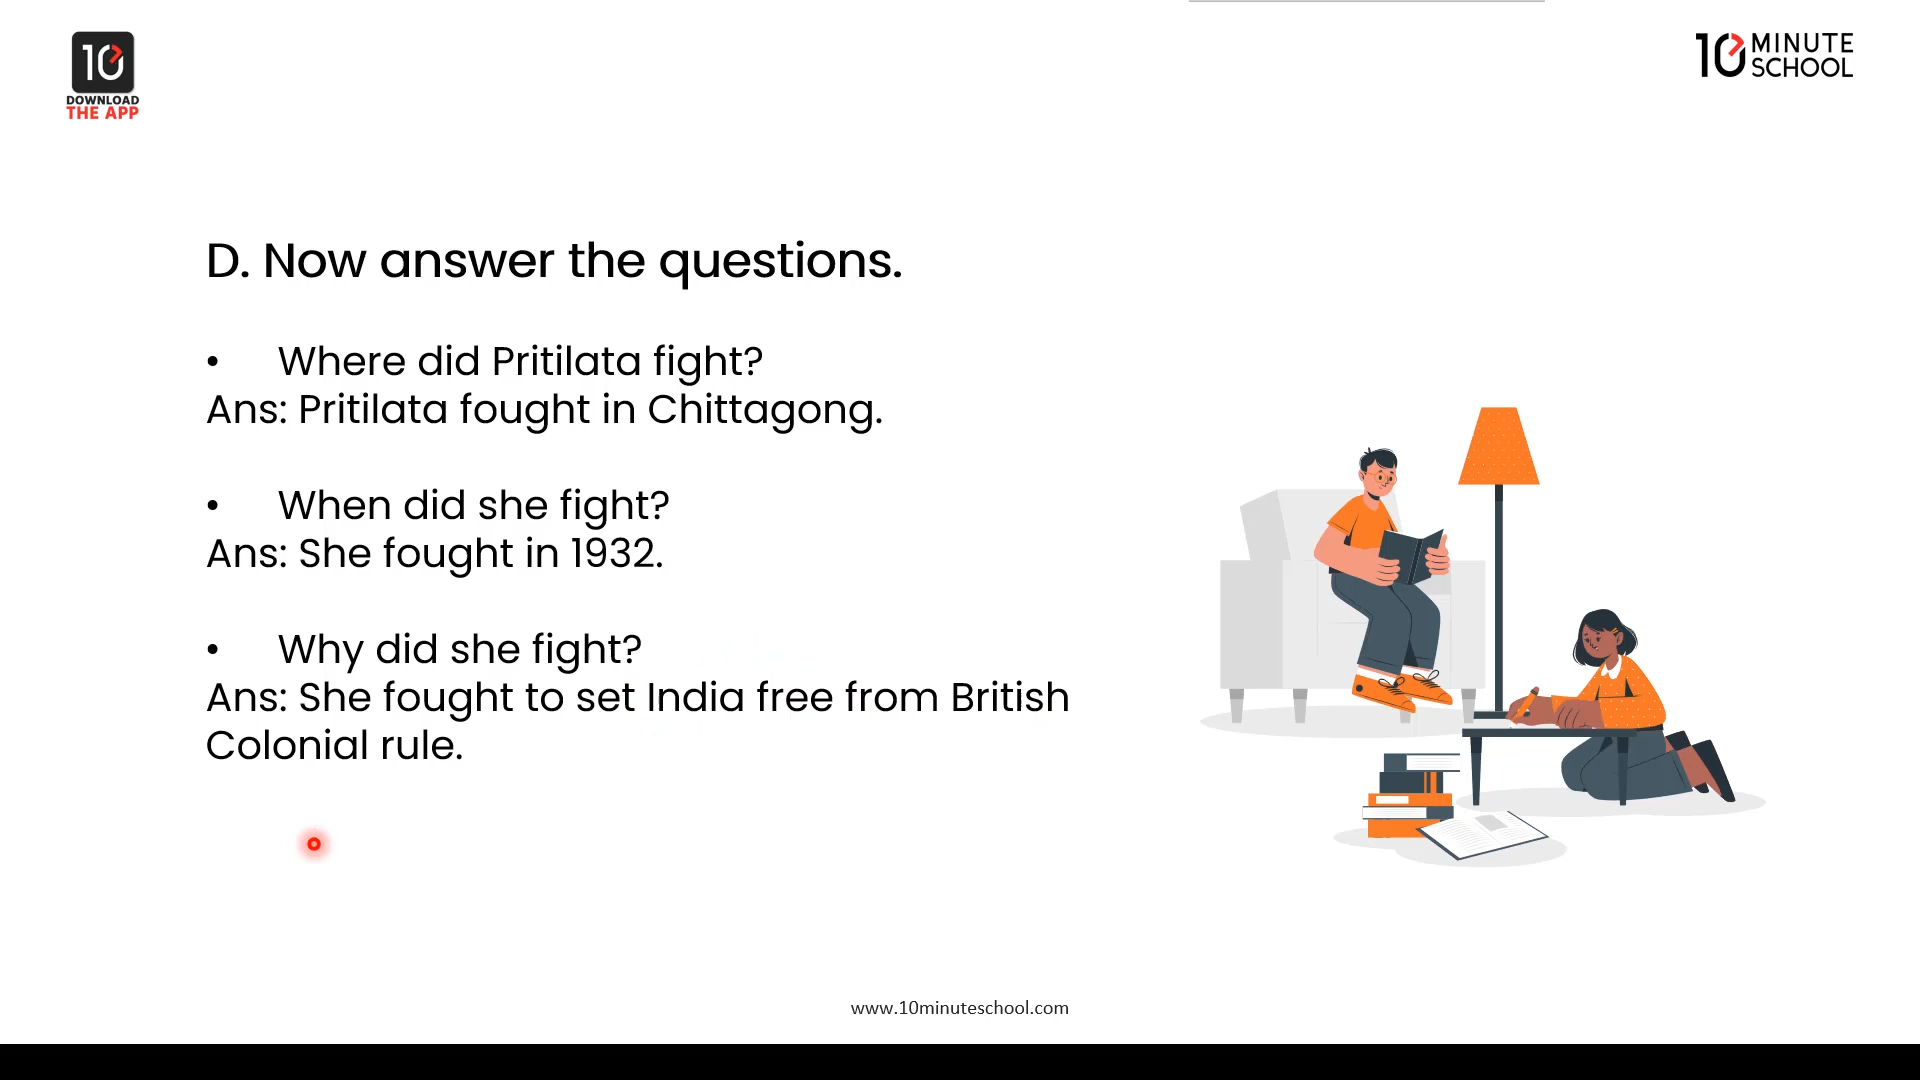 10
DOWNLOAD
THE APP
10 MINUTE
SCHOOL
D. Now answer the questions.
• Where did Pritilata fight?
Ans: Pritilata fought in Chittagong.
• When did she fight?
Ans: She fought in 1932.
• Why did she fight?
Ans: She fought to set India free from British
Colonial rule.
www.10minuteschool.com